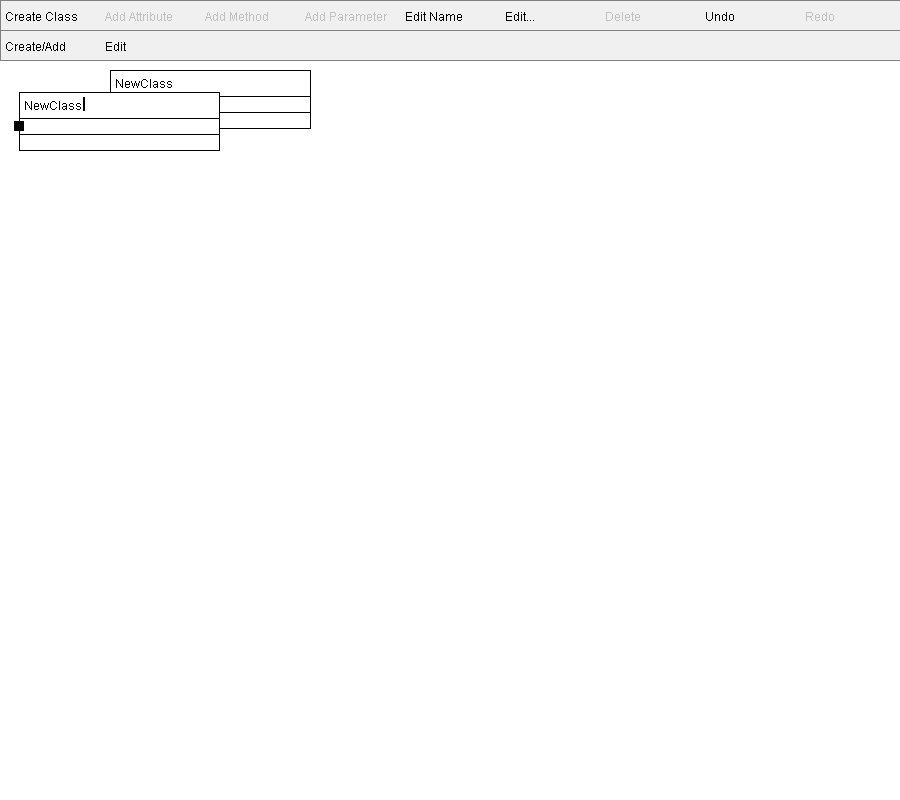 Create Class Add Attribute Add Method Add Parameter Edit Name Edit... Delete Undo Redo
Create/Add Edit
NewClass
NewClass